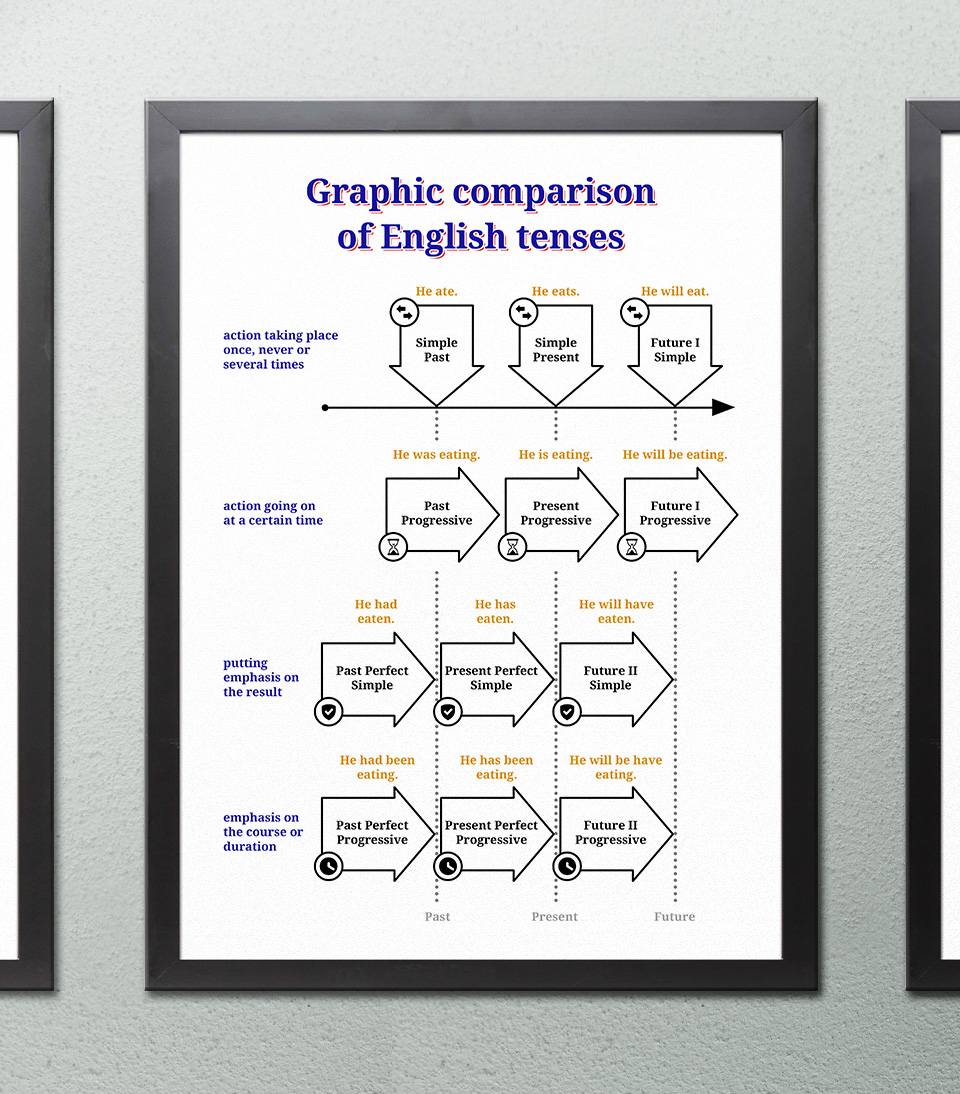 Graphic comparison
of English tenses
He ate.
He eats.
He will eat.
action taking place
once, never or
several times
Simple
Past
Simple
Present
Future I
Simple
He was eating.
He is eating.
He will be eating.
action going on
at a certain time
Past
Progressive
Present
Progressive
Future I
Progressive
He had
eaten.
He has
eaten.
He will have
eaten.
putting
emphasis on
the result
Past Perfect
Simple
Present Perfect
Simple
Future II
Simple
He had been
eating.
He has been
eating.
He will be have
eating.
emphasis on
the course or
duration
Past Perfect
Progressive
Present Perfect
Progressive
Future II
Progressive
Past
Present
Future